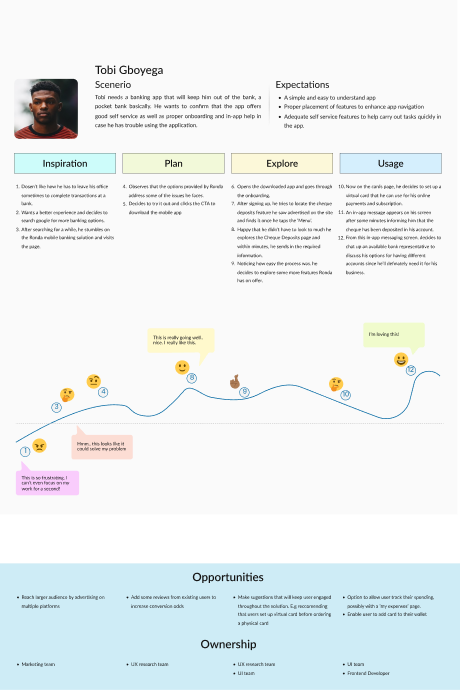 Tobi Gboyega
Scenerio
Tobi needs a banking app that will keep him out of the bank, a
pocket bank basically. He wants to confirm that the app offers
good self service as well as proper onboarding and in-app help in
case he has trouble using the application.
Expectations
• A simple and easy to understand app
• Proper placement of features to enhance app navigation
• Adequate self service features to help carry out tasks quickly in
the app.
Inspiration
Plan
Explore
Usage
1. Doesn't like how he has to leave his office
sometimes to complete transactions at a
bank.
2. Wants a better experience and decides to
search google for more banking options.
3. After searching for a while, he stumbles on
the Ronda mobile banking solution and visits
the page
4. Observes that the options provided by Ronda
address some of the issues he faces.
5. Decides to try it out and clicks the CTA to
download the mobile app
6. Opens the downloaded app and goes through
the onboarding.
7. After signing up, he tries to locate the cheque
deposits feature he saw advertised on the site
and finds it once he taps the 'Menu'.
8. Happy that he didn't have to look to much he
explores the Cheque Deposits page and
within minutes, he sends in the required
information.
9. Noticing how easy the process was, he
decides to explore some more features Ronda
has on offer.
10. Now on the cards page, he decides to set up a
virtual card that he can use for his online
payments and subscription.
11. An in-app message appears on his screen
after some minutes informing him that the
cheque has been deposited in his account.
12. From this in-app messaging screen, decides to
chat up an available bank representative to
discuss his options for having different
accounts since he'll definately need it for his
business.
This is really going well,
nice. I really like this.
I'm loving this!
8
12
4
3
9
10
1
Hmm...this looks like it
could solve my problem
This is so frustrating, I
can't even focus on my
work for a second!
Opportunities
• Reach larger audience by advertising on
multiple platforms
• Add some reviews from existing users to
increase conversion odds
• Make sugestions that will keep user engaged
throughout the solution. E.g reccomending
that users set up virtual card before ordering
a physical card
• Option to allow user track their spending,
possibly with a 'my expenses' page.
• Enable user to add card to their wallet
Ownership
• Marketing team
• UX research team
• UX research team
• UI team
• UI team
• Frontend Developer